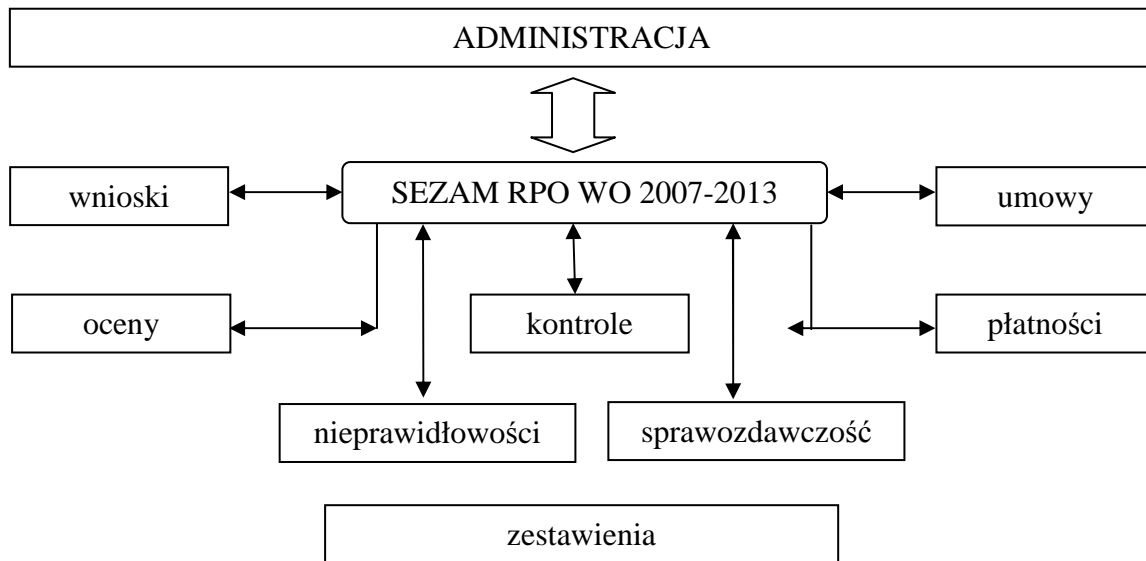 ADMINISTRACJA
wnioski
SEZAM RPO WO 2007-2013
umowy
oceny
kontrole
płatności
nieprawidłowości
sprawozdawczość
zestawienia